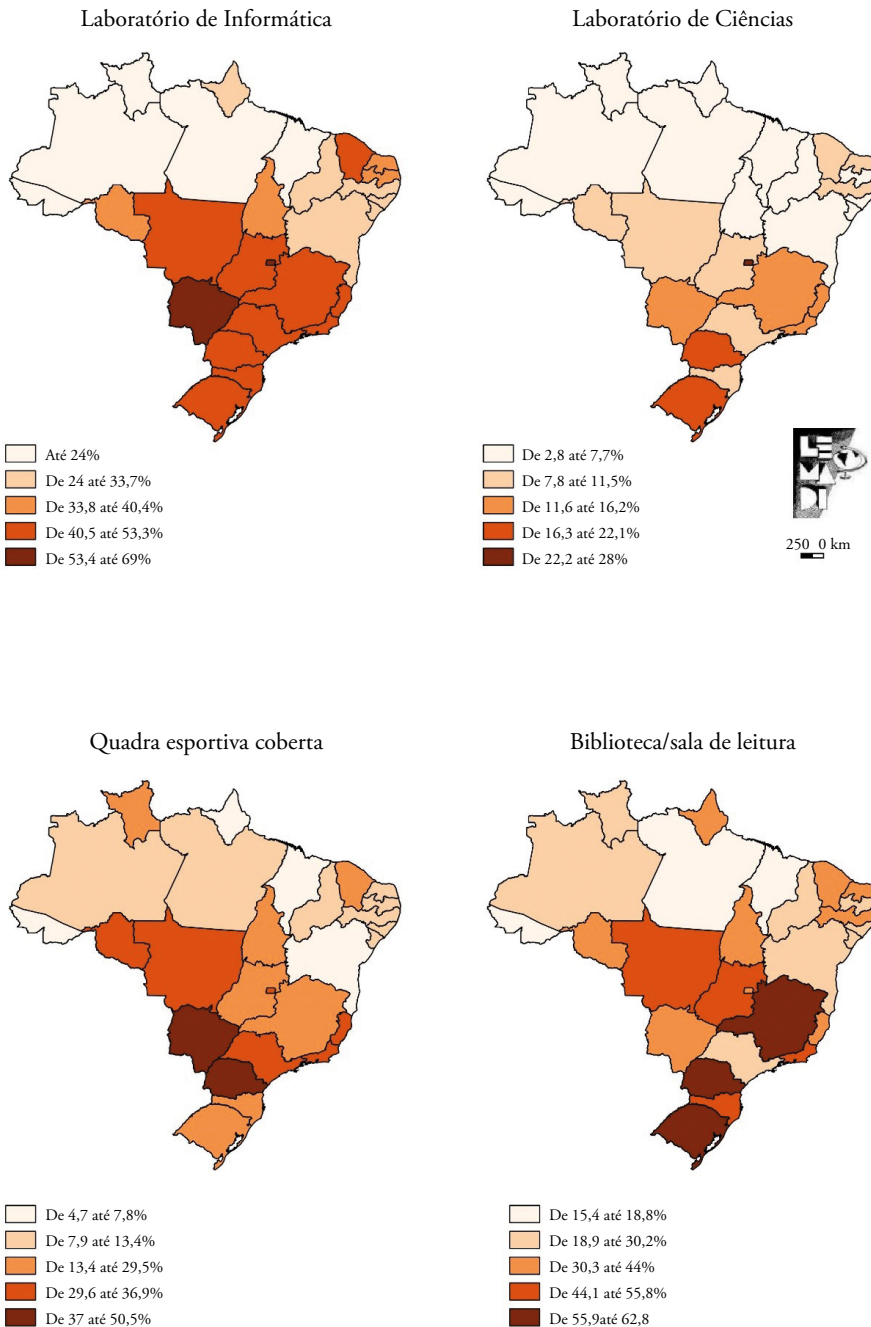 Laboratório de Informática
Laboratório de Ciências
Até 24%
De 24 até 33,7%
De 33,8 até 40,4%
De 40,5 até 53,3%
De 53,4 até 69%
De 2,8 até 7,7%
De 7,8 até 11,5%
De 11,6 até 16,2%
De 16,3 até 22,1%
De 22,2 até 28%
LE
MA
DI
250 0 km
Quadra esportiva coberta
Biblioteca/sala de leitura
De 4,7 até 7,8%
De 7,9 até 13,4%
De 13,4 até 29,5%
De 29,6 até 36,9%
De 37 até 50,5%
De 15,4 até 18,8%
De 18,9 até 30,2%
De 30,3 até 44%
De 44,1 até 55,8%
De 55,9até 62,8